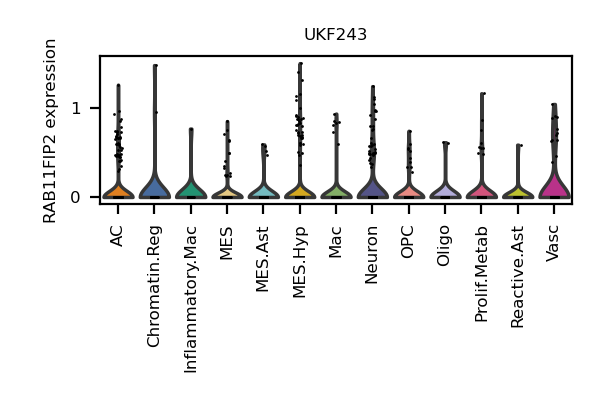 UKF243
RAB11FIP2 expression
1
0
AC
Chromatin.Reg
Inflammatory.Mac
MES
MES.Ast
MES.Hyp
Mac
Neuron
OPC
Oligo
Prolif.Metab
Reactive.Ast
Vasc